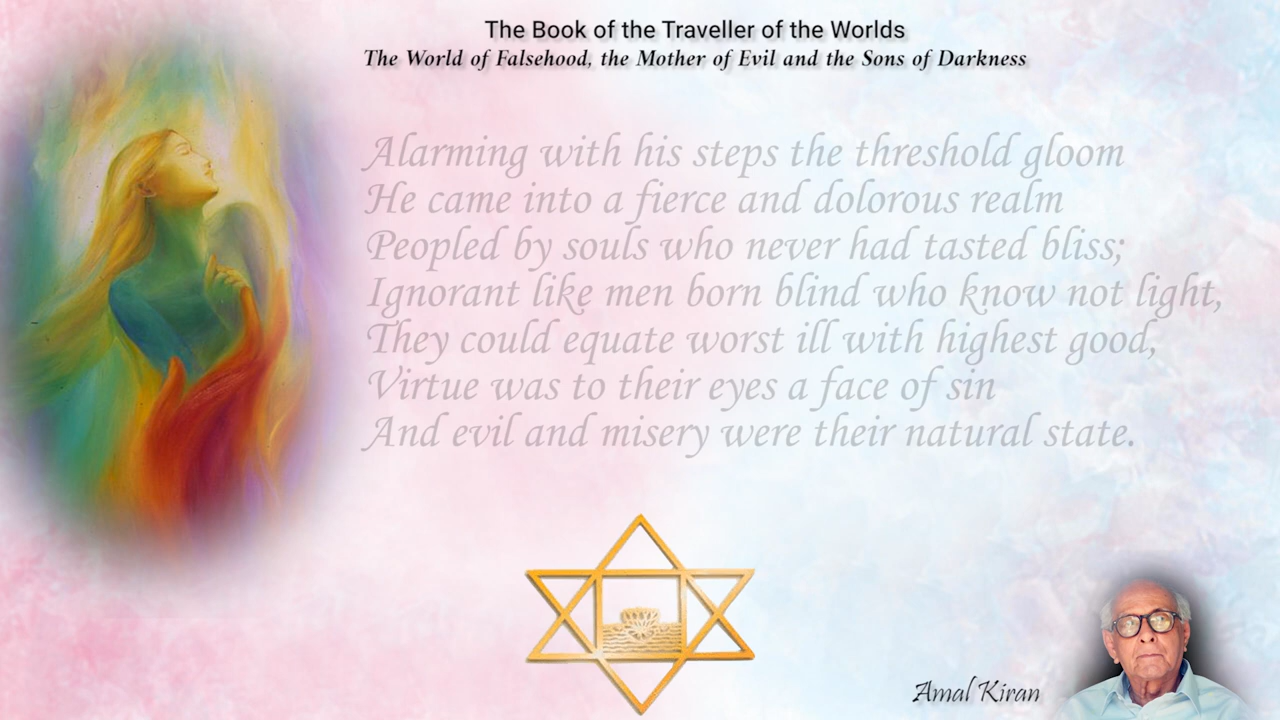 The Book of the Traveller of the Worlds
The World of Falsehood, the Mother of Evil and the Sons of Darkness
Alarming with his steps the threshold gloom
He came into a fierce and dolorous realm
Peopled by souls who never had tasted bliss;
Ignorant like men born blind who know not light,
They could equate worst ill with highest good,
Virtue was to their eyes a face of sin
And evil and misery were their natural state.
Amal Kiran